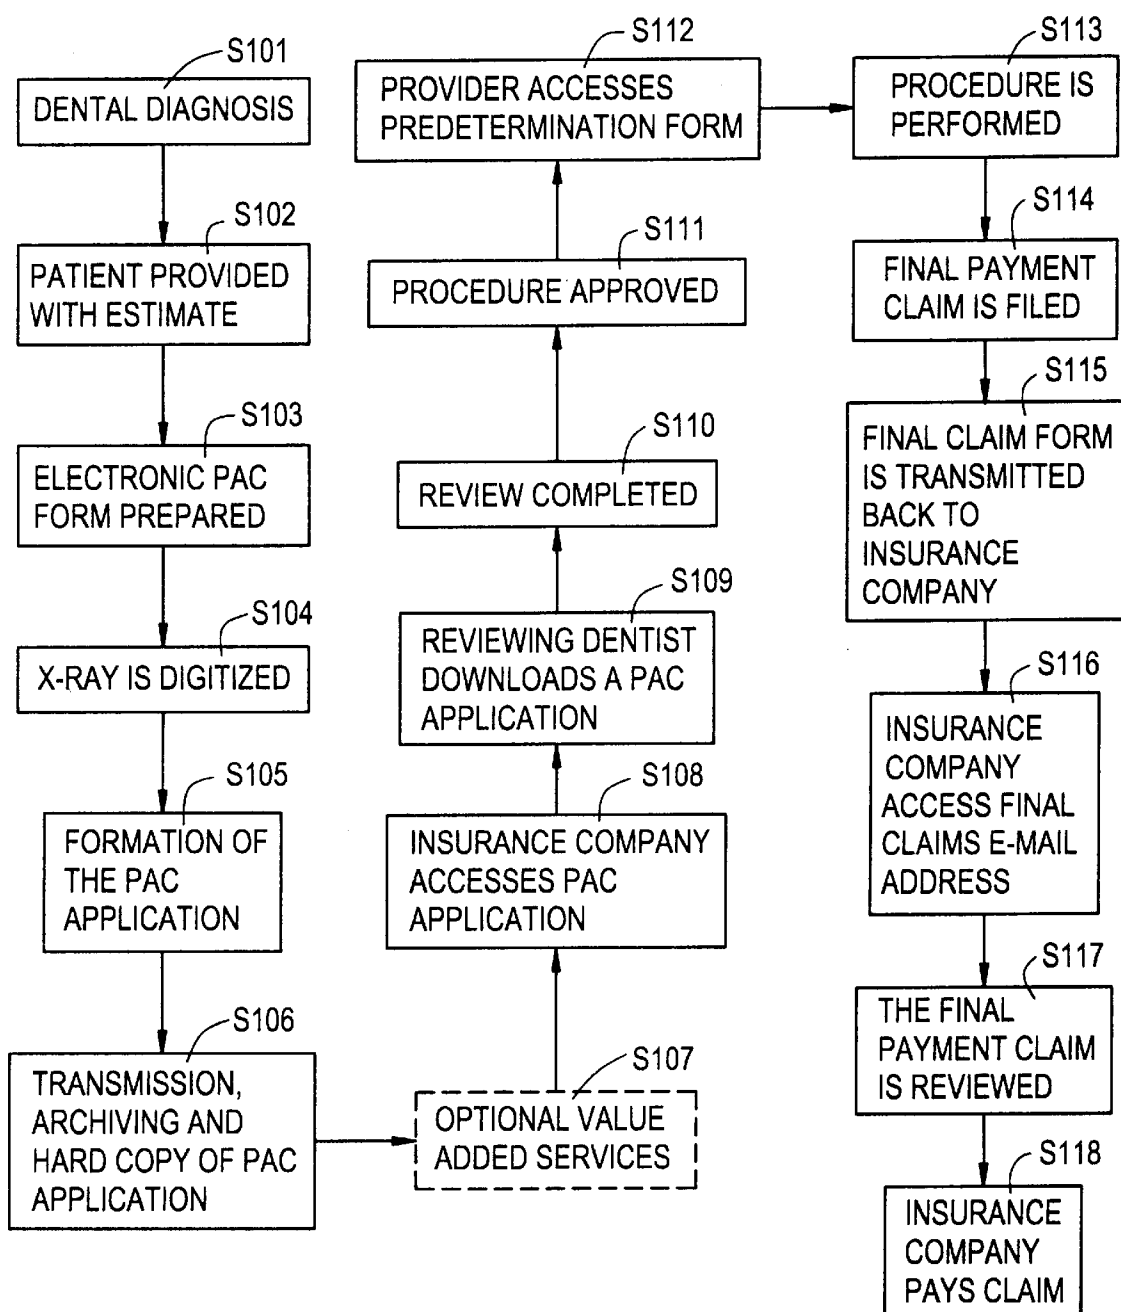 S101
DENTAL DIAGNOSIS
S102
PATIENT PROVIDED
WITH ESTIMATE
S103
ELECTRONIC PAC
FORM PREPARED
S104
X-RAY IS DIGITIZED
S105
FORMATION OF
THE PAC
APPLICATION
S106
TRANSMISSION,
ARCHIVING AND
HARD COPY OF PAC
APPLICATION
S107
OPTIONAL VALUE
ADDED SERVICES
S108
INSURANCE COMPANY
ACCESSES PAC
APPLICATION
S109
REVIEWING DENTIST
DOWNLOADS A PAC
APPLICATION
S110
REVIEW COMPLETED
S111
PROCEDURE APPROVED
S112
PROVIDER ACCESSES
PREDETERMINATION FORM
S113
PROCEDURE IS
PERFORMED
S114
FINAL PAYMENT
CLAIM IS FILED
S115
FINAL CLAIM FORM
IS TRANSMITTED
BACK TO
INSURANCE
COMPANY
S116
INSURANCE
COMPANY
ACCESS FINAL
CLAIMS E-MAIL
ADDRESS
S117
THE FINAL
PAYMENT CLAIM
IS REVIEWED
S118
INSURANCE
COMPANY
PAYS CLAIM